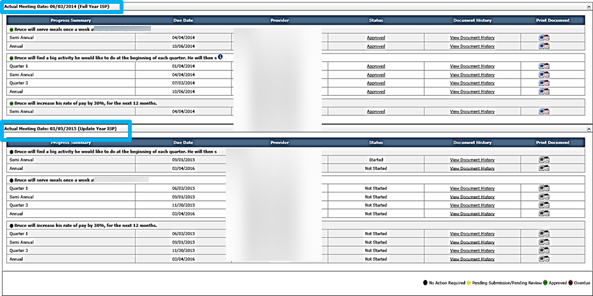 Actual Meeting Date: 06/03/2014 (Full Year ISP)
Progress Summary Due Date Provider Status Document History Print Document
Bruce will serve meals once a week a
Semi Annual 04/04/2014 Approved View Document History
Annual 10/06/2014 Approved View Document History
Bruce will find a big activity he would like to do at the beginning of each quarter. He will then s
Quarter 1 01/04/2014 Approved View Document History
Semi Annual 04/04/2014 Approved View Document History
Quarter 2 07/03/2014 Approved View Document History
Annual 10/06/2014 Approved View Document History
Bruce will increase his rate of pay by 20%, for the next 12 months.
Semi Annual 04/04/2014 Approved View Document History
Actual Meeting Date: 03/05/2015 (Update Year ISP)
Progress Summary Due Date Provider Status Document History Print Document
Bruce will find a big activity he would like to do at the beginning of each quarter. He will then s
Semi Annual 09/01/2015 Started View Document History
Annual 03/04/2016 Not Started View Document History
Bruce will serve meals once a week a
Quarter 1 06/03/2015 Not Started View Document History
Semi Annual 09/01/2015 Not Started View Document History
Quarter 2 11/30/2015 Not Started View Document History
Annual 03/04/2016 Not Started View Document History
Bruce will increase his rate of pay by 20%, for the next 12 months.
Quarter 1 06/03/2015 Not Started View Document History
Semi Annual 09/01/2015 Not Started View Document History
Quarter 2 11/30/2015 Not Started View Document History
Annual 03/04/2016 Not Started View Document History
No Action Required Pending Submission/Pending Review Approved Overdue